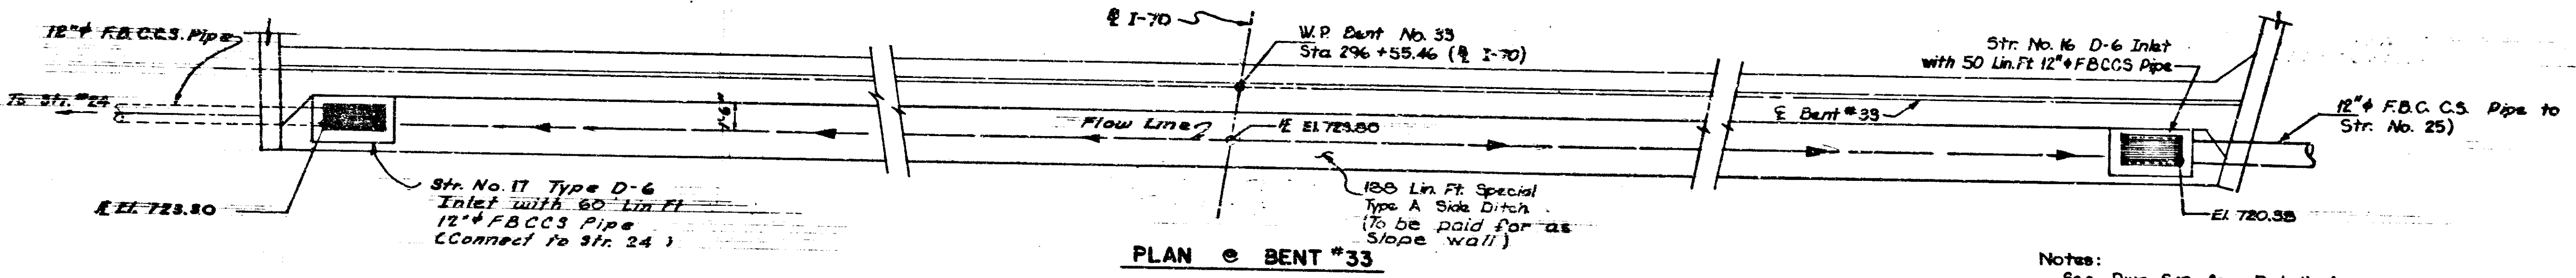 12"ϕ F.B.C.C.S. Pipe
To Str. #24
℄ El. 723.80
Str. No. 17 Type D-6
Inlet with 60 Lin Ft
12"ϕ FBCCS Pipe
(Connect to Str. 24)
1'-6"
℄ I-70
W.P. Bent No. 33
Sta 296+55.46 (℄ I-70)
Flow Line
℄ El. 723.80
188 Lin. Ft. Special
Type A Side Ditch
(To be paid for as
Slope wall)
℄ Bent #33
Str. No. 16 D-6 Inlet
with 50 Lin. Ft 12"ϕ FBCCS Pipe
12"ϕ F.B.C.C.S. Pipe to
Str. No. 25)
El. 720.38
PLAN @ BENT #33
Notes: